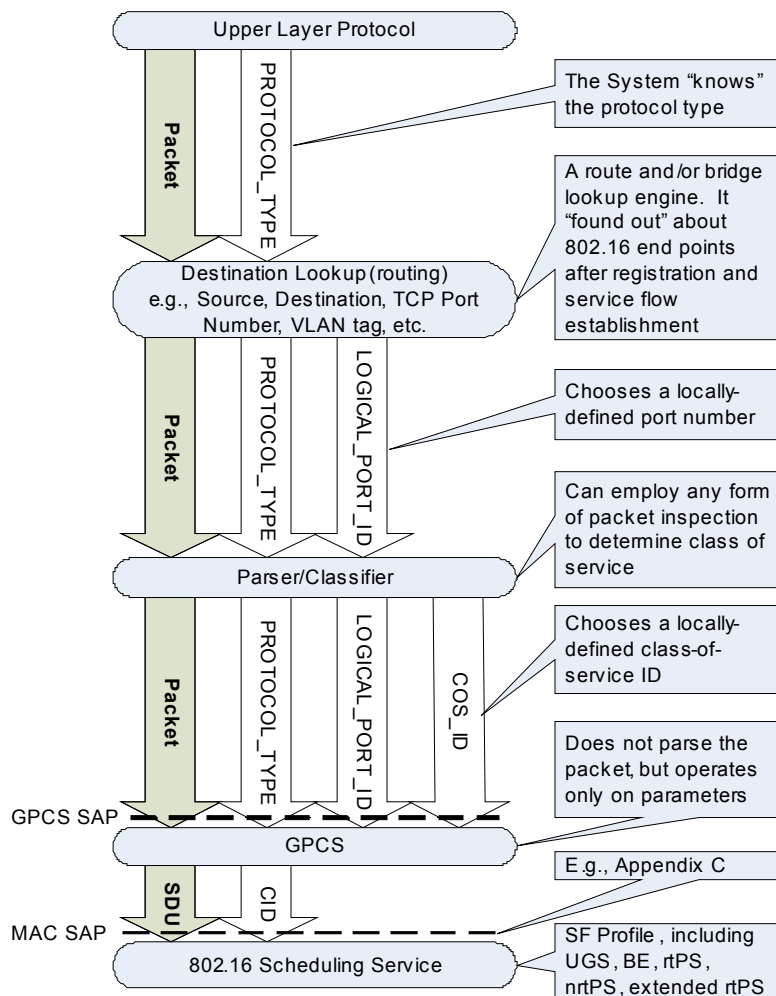 Upper Layer Protocol
The System “knows”
the protocol type
Packet
PROTOCOL_TYPE
A route and/or bridge
lookup engine. It
“found out” about
802.16 end points
after registration and
service flow
establishment
Destination Lookup (routing)
e.g., Source, Destination, TCP Port
Number, VLAN tag, etc.
Packet
PROTOCOL_TYPE
LOGICAL_PORT_ID
Chooses a locally-
defined port number
Can employ any form
of packet inspection
to determine class of
service
Parser/Classifier
Packet
PROTOCOL_TYPE
LOGICAL_PORT_ID
COS_ID
Chooses a locally-
defined class-of-
service ID
Does not parse the
packet, but operates
only on parameters
GPCS SAP
GPCS
SDU
CID
E.g., Appendix C
MAC SAP
802.16 Scheduling Service
SF Profile, including
UGS, BE, rtPS,
nrtPS, extended rtPS